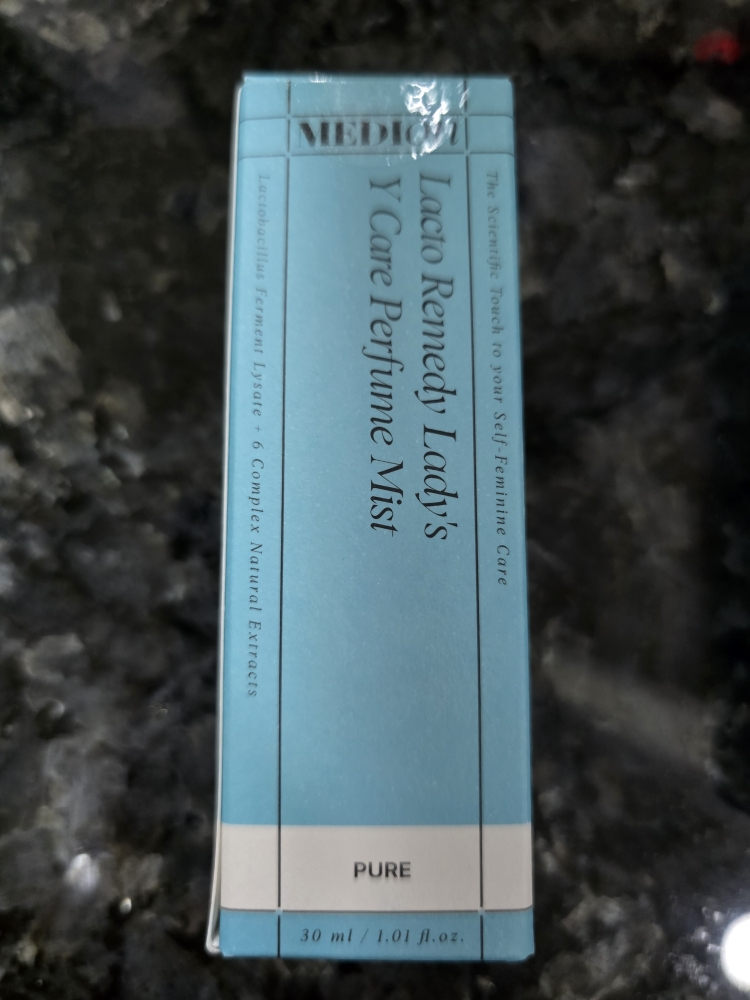 The Scientific Touch to your Self-Feminine Care
Lacto Remedy Lady's
Y Care Perfume Mist
Lactobacillus Ferment Lysate + 6 Complex Natural Extracts
PURE
30 ml / 1.01 fl.oz.